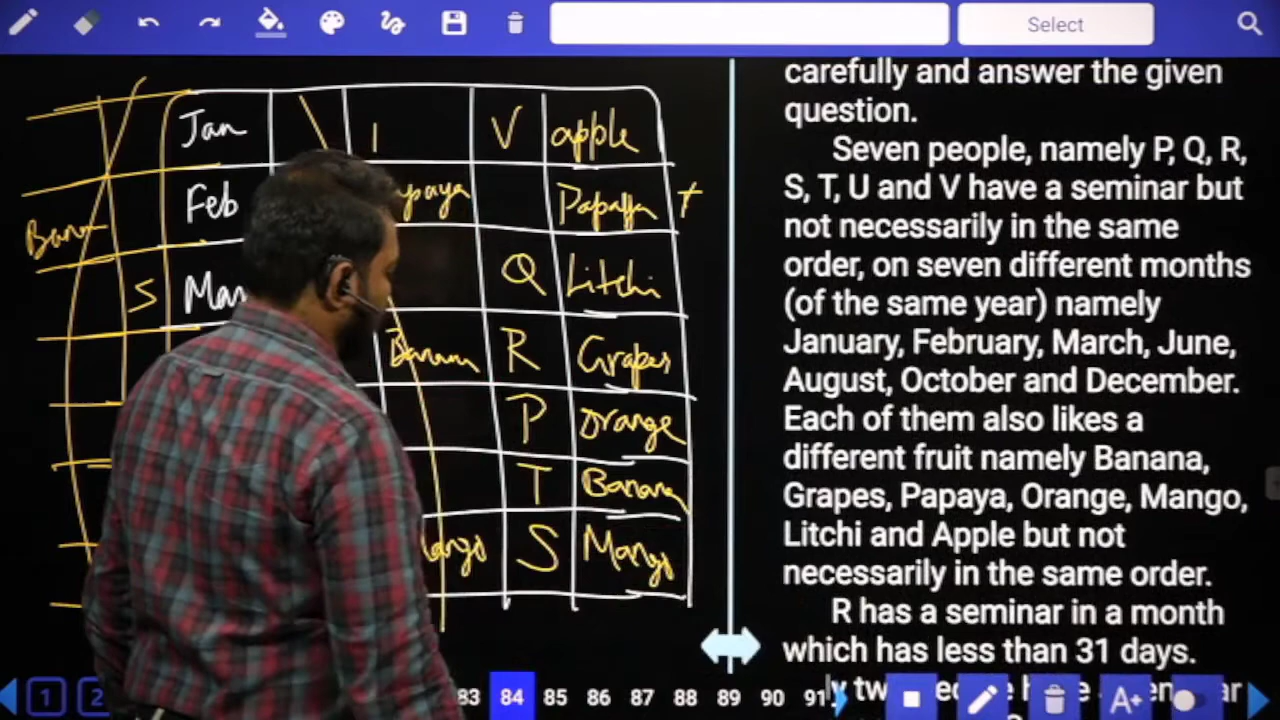 Select
carefully and answer the given
question.
Seven people, namely P, Q, R,
S, T, U and V have a seminar but
not necessarily in the same
order, on seven different months
(of the same year) namely
January, February, March, June,
August, October and December.
Each of them also likes a
different fruit namely Banana,
Grapes, Papaya, Orange, Mango,
Litchi and Apple but not
necessarily in the same order.
R has a seminar in a month
which has less than 31 days.
Jan V apple
Feb Papaya
S Q Litchi
R Grapes
P Orange
T Banana
S Mango
1 2 83 84 85 86 87 88 89 90 91
A+